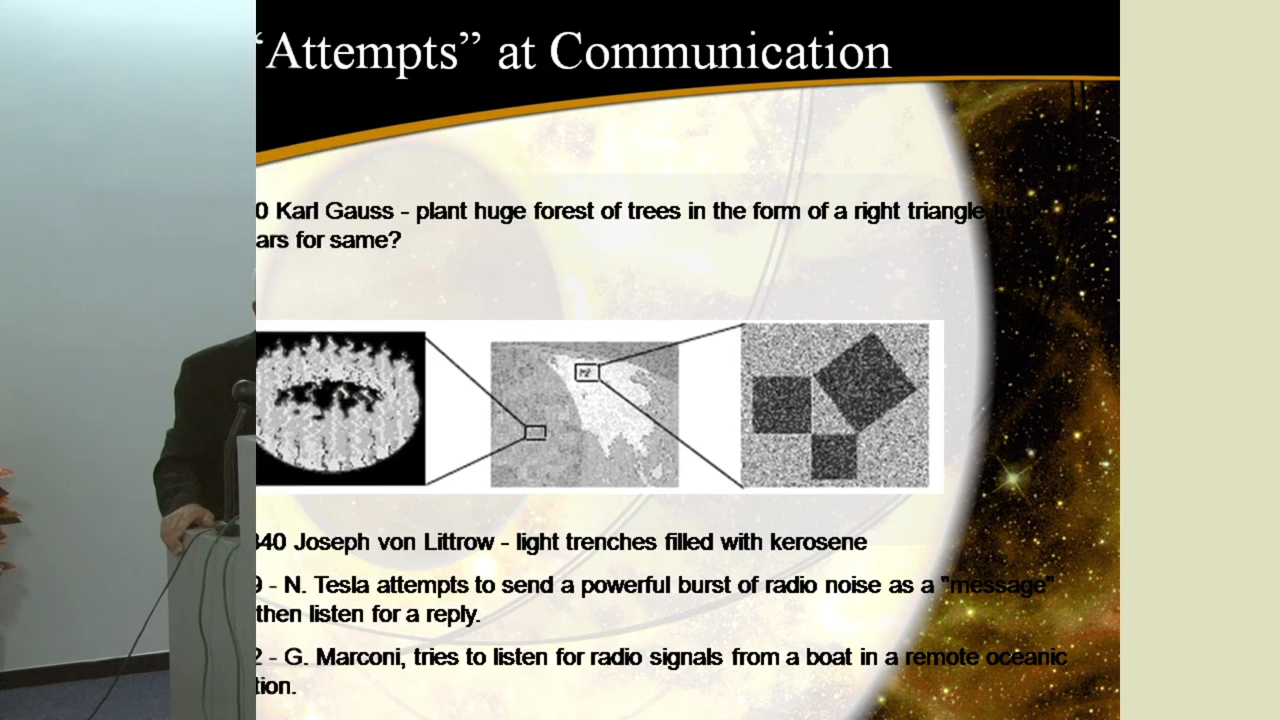 “Attempts” at Communication
0 Karl Gauss - plant huge forest of trees in the form of a right triangle look
ars for same?
340 Joseph von Littrow - light trenches filled with kerosene
9 - N. Tesla attempts to send a powerful burst of radio noise as a "message"
then listen for a reply.
2 - G. Marconi, tries to listen for radio signals from a boat in a remote oceanic
tion.